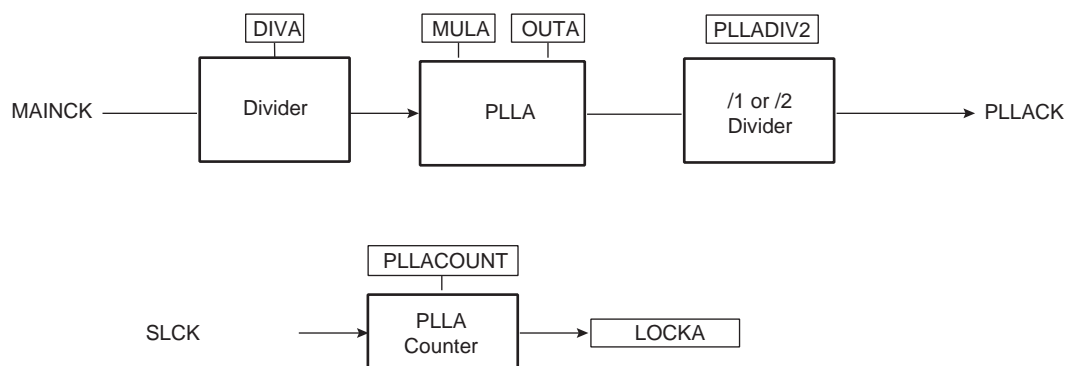 DIVA
MULA
OUTA
PLLADIV2
MAINCK
Divider
PLLA
/1 or /2
Divider
PLLACK
PLLACOUNT
SLCK
PLLA
Counter
LOCKA